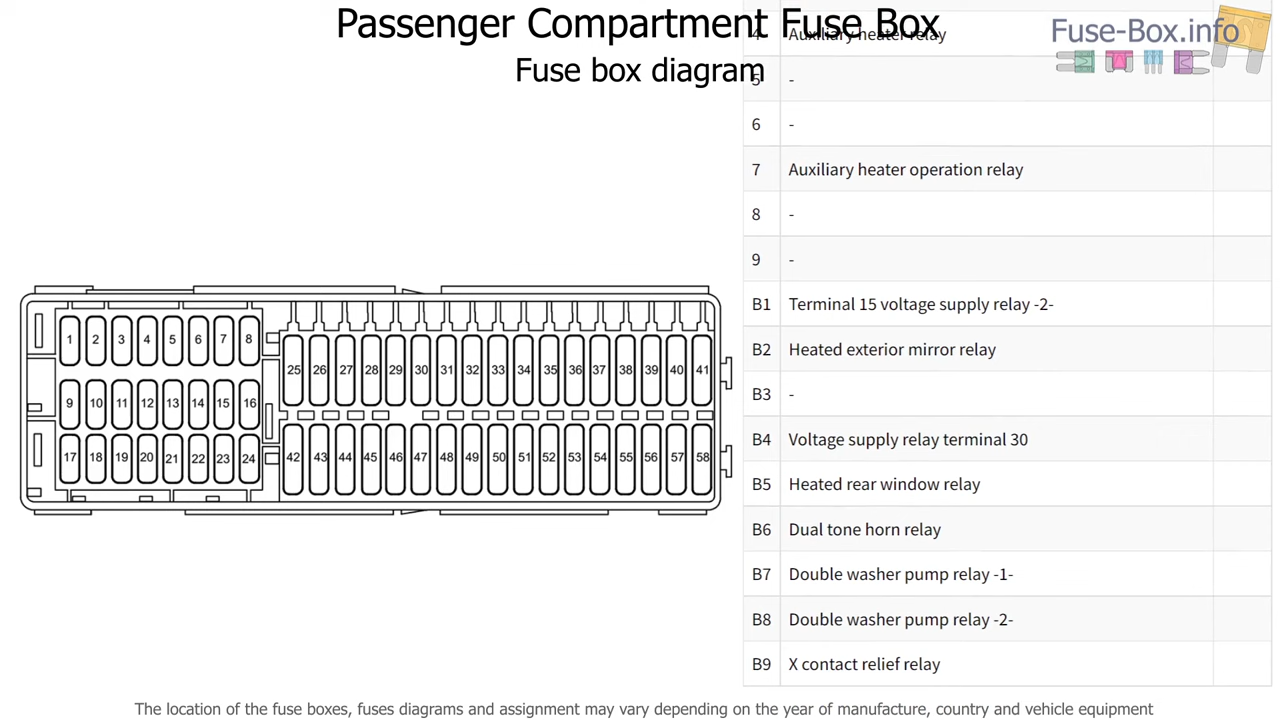 Passenger Compartment Fuse Box
Fuse box diagram
Fuse-Box.info
4 Auxiliary heater relay
5 -
6 -
7 Auxiliary heater operation relay
8 -
9 -
B1 Terminal 15 voltage supply relay -2-
B2 Heated exterior mirror relay
B3 -
B4 Voltage supply relay terminal 30
B5 Heated rear window relay
B6 Dual tone horn relay
B7 Double washer pump relay -1-
B8 Double washer pump relay -2-
B9 X contact relief relay
1 2 3 4 5 6 7 8
9 10 11 12 13 14 15 16
17 18 19 20 21 22 23 24
25 26 27 28 29 30 31 32 33 34 35 36 37 38 39 40 41
42 43 44 45 46 47 48 49 50 51 52 53 54 55 56 57 58
The location of the fuse boxes, fuses diagrams and assignment may vary depending on the year of manufacture, country and vehicle equipment